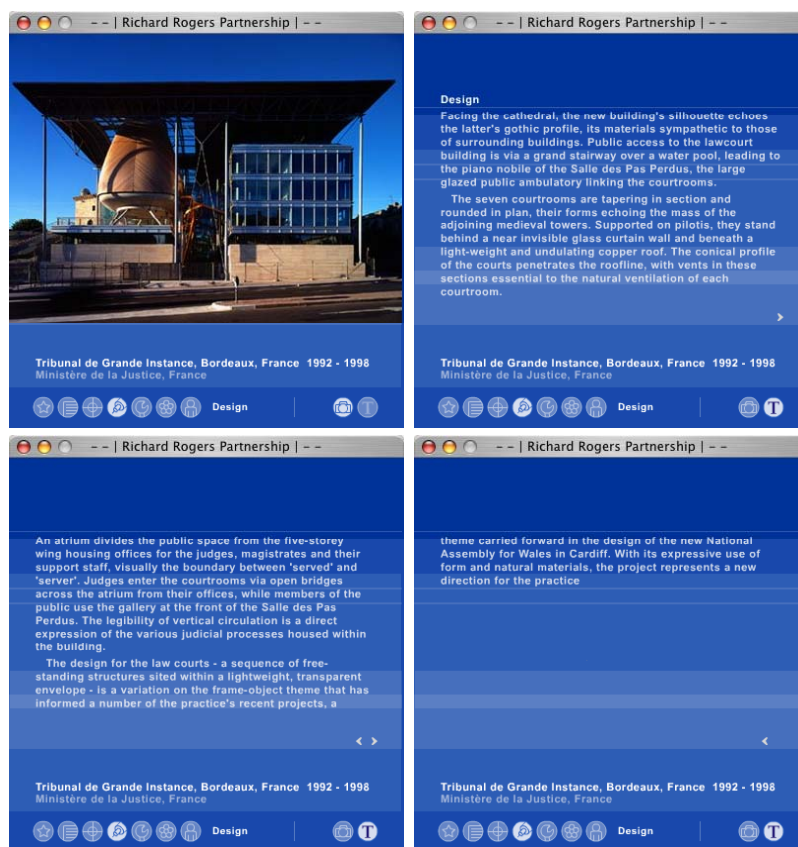 - - | Richard Rogers Partnership | - -
Tribunal de Grande Instance, Bordeaux, France 1992 - 1998
Ministère de la Justice, France
Design
T
- - | Richard Rogers Partnership | - -
Design
Facing the cathedral, the new building's silhouette echoes
the latter's gothic profile, its materials sympathetic to those
of surrounding buildings. Public access to the lawcourt
building is via a grand stairway over a water pool, leading to
the piano nobile of the Salle des Pas Perdus, the large
glazed public ambulatory linking the courtrooms.
The seven courtrooms are tapering in section and
rounded in plan, their forms echoing the mass of the
adjoining medieval towers. Supported on pilotis, they stand
behind a near invisible glass curtain wall and beneath a
light-weight and undulating copper roof. The conical profile
of the courts penetrates the roofline, with vents in these
sections essential to the natural ventilation of each
courtroom.
>
Tribunal de Grande Instance, Bordeaux, France 1992 - 1998
Ministère de la Justice, France
Design
T
- - | Richard Rogers Partnership | - -
An atrium divides the public space from the five-storey
wing housing offices for the judges, magistrates and their
support staff, visually the boundary between 'served' and
'server'. Judges enter the courtrooms via open bridges
across the atrium from their offices, while members of the
public use the gallery at the front of the Salle des Pas
Perdus. The legibility of vertical circulation is a direct
expression of the various judicial processes housed within
the building.
The design for the law courts - a sequence of free-
standing structures sited within a lightweight, transparent
envelope - is a variation on the frame-object theme that has
informed a number of the practice's recent projects, a
< >
Tribunal de Grande Instance, Bordeaux, France 1992 - 1998
Ministère de la Justice, France
Design
T
- - | Richard Rogers Partnership | - -
theme carried forward in the design of the new National
Assembly for Wales in Cardiff. With its expressive use of
form and natural materials, the project represents a new
direction for the practice
<
Tribunal de Grande Instance, Bordeaux, France 1992 - 1998
Ministère de la Justice, France
Design
T